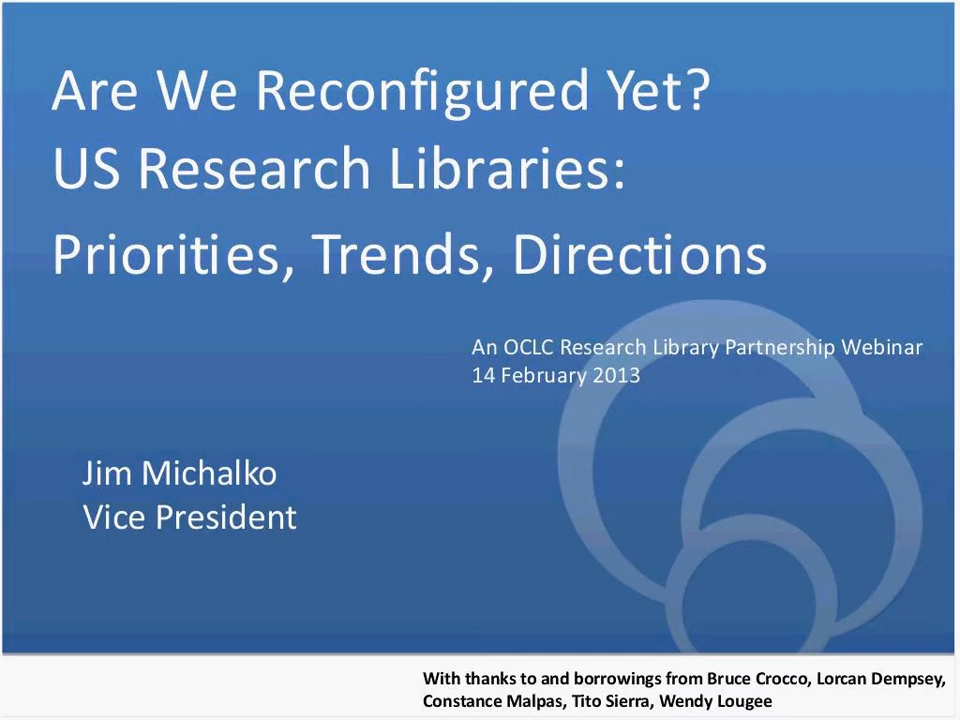 Are We Reconfigured Yet?
US Research Libraries:
Priorities, Trends, Directions
An OCLC Research Library Partnership Webinar
14 February 2013
Jim Michalko
Vice President
With thanks to and borrowings from Bruce Crocco, Lorcan Dempsey,
Constance Malpas, Tito Sierra, Wendy Lougee